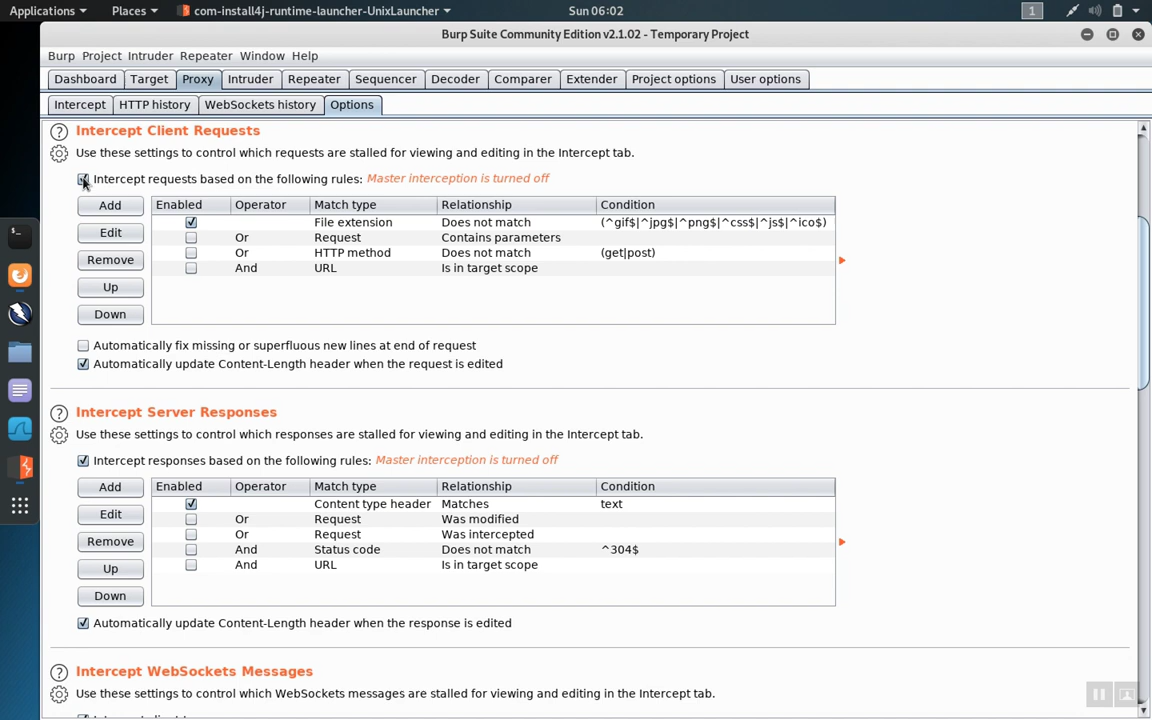 Applications Places com-install4j-runtime-launcher-UnixLauncher Sun 06:02 1
Burp Suite Community Edition v2.1.02 - Temporary Project
Burp Project Intruder Repeater Window Help
Dashboard Target Proxy Intruder Repeater Sequencer Decoder Comparer Extender Project options User options
Intercept HTTP history WebSockets history Options
? Intercept Client Requests
Use these settings to control which requests are stalled for viewing and editing in the Intercept tab.
Intercept requests based on the following rules: Master interception is turned off
Add Enabled Operator Match type Relationship Condition
File extension Does not match (^gif$|^jpg$|^png$|^css$|^js$|^ico$)
Edit Or Request Contains parameters
Or HTTP method Does not match (get|post)
Remove And URL Is in target scope
Up
Down
Automatically fix missing or superfluous new lines at end of request
Automatically update Content-Length header when the request is edited
? Intercept Server Responses
Use these settings to control which responses are stalled for viewing and editing in the Intercept tab.
Intercept responses based on the following rules: Master interception is turned off
Add Enabled Operator Match type Relationship Condition
Content type header Matches text
Edit Or Request Was modified
Or Request Was intercepted
Remove And Status code Does not match ^304$
Up And URL Is in target scope
Down
Automatically update Content-Length header when the response is edited
? Intercept WebSockets Messages
Use these settings to control which WebSockets messages are stalled for viewing and editing in the Intercept tab.